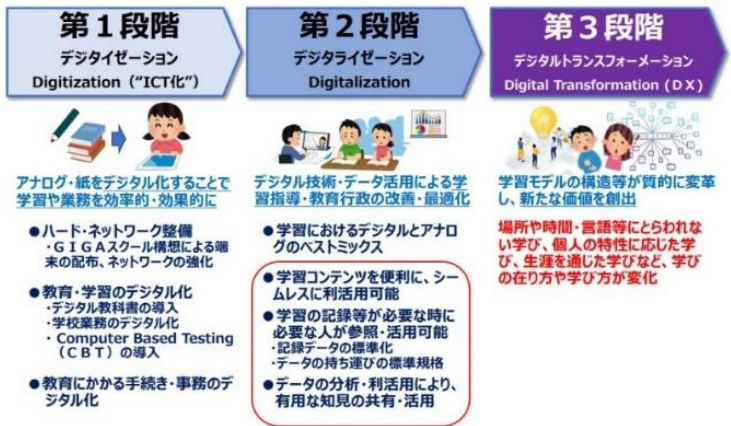 第1段階
デジタイゼーション
Digitization (“ICT化”)
アナログ・紙をデジタル化することで
学習や業務を効率的・効果的に
●ハード・ネットワーク整備
・GIGAスクール構想による端
末の配布、ネットワークの強化
●教育・学習のデジタル化
・デジタル教科書の導入
・学校業務のデジタル化
・Computer Based Testing
(CBT)の導入
●教育にかかる手続き・事務のデ
ジタル化
第2段階
デジタライゼーション
Digitalization
デジタル技術・データ活用による学
習指導・教育行政の改善・最適化
●学習におけるデジタルとアナロ
グのベストミックス
●学習コンテンツを便利に、シー
ムレスに利活用可能
●学習の記録等が必要な時に
必要な人が参照・活用可能
・記録データの標準化
・データの持ち運びの標準規格
●データの分析・利活用により、
有用な知見の共有・活用
第3段階
デジタルトランスフォーメーション
Digital Transformation (DX)
学習モデルの構造等が質的に変革
し、新たな価値を創出
場所や時間・言語等にとらわれな
い学び、個人の特性に応じた学
び、生涯を通じた学びなど、学び
の在り方や学び方が変化